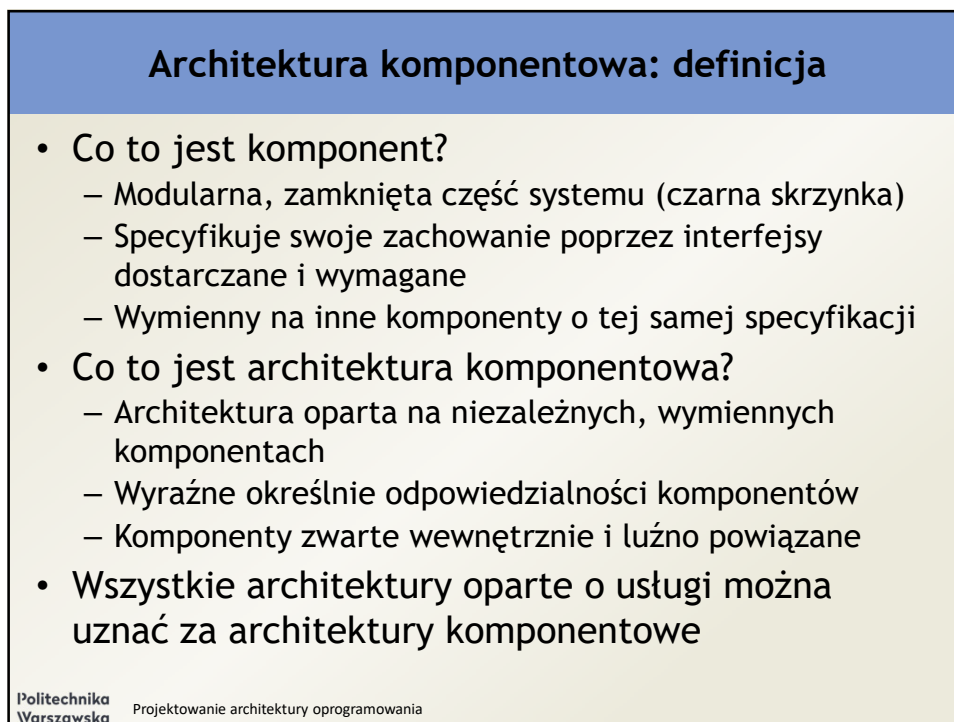 Architektura komponentowa: definicja
• Co to jest komponent?
– Modularna, zamknięta część systemu (czarna skrzynka)
– Specyfikuje swoje zachowanie poprzez interfejsy
dostarczane i wymagane
– Wymienny na inne komponenty o tej samej specyfikacji
• Co to jest architektura komponentowa?
– Architektura oparta na niezależnych, wymiennych
komponentach
– Wyraźne określnie odpowiedzialności komponentów
– Komponenty zwarte wewnętrznie i luźno powiązane
• Wszystkie architektury oparte o usługi można
uznać za architektury komponentowe
Politechnika
Warszawska
Projektowanie architektury oprogramowania